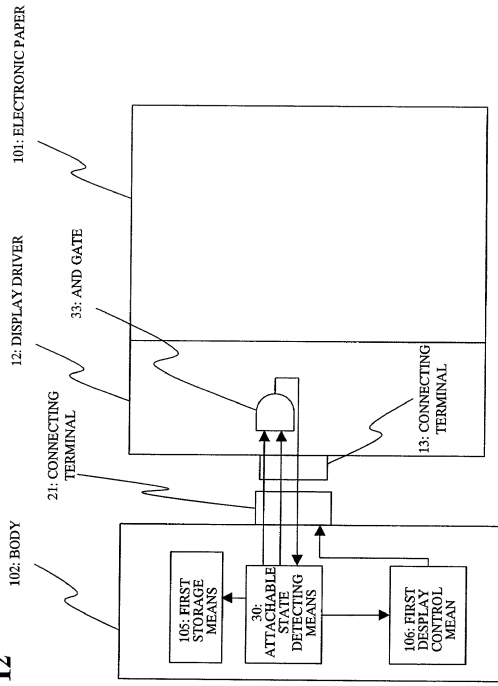 12
102: BODY
21: CONNECTING
TERMINAL
12: DISPLAY DRIVER
33: AND GATE
101: ELECTRONIC PAPER
105: FIRST
STORAGE
MEANS
30:
ATTACHABLE
STATE
DETECTING
MEANS
106: FIRST
DESPLAY
CONTROL
MEAN
13: CONNECTING
TERMINAL